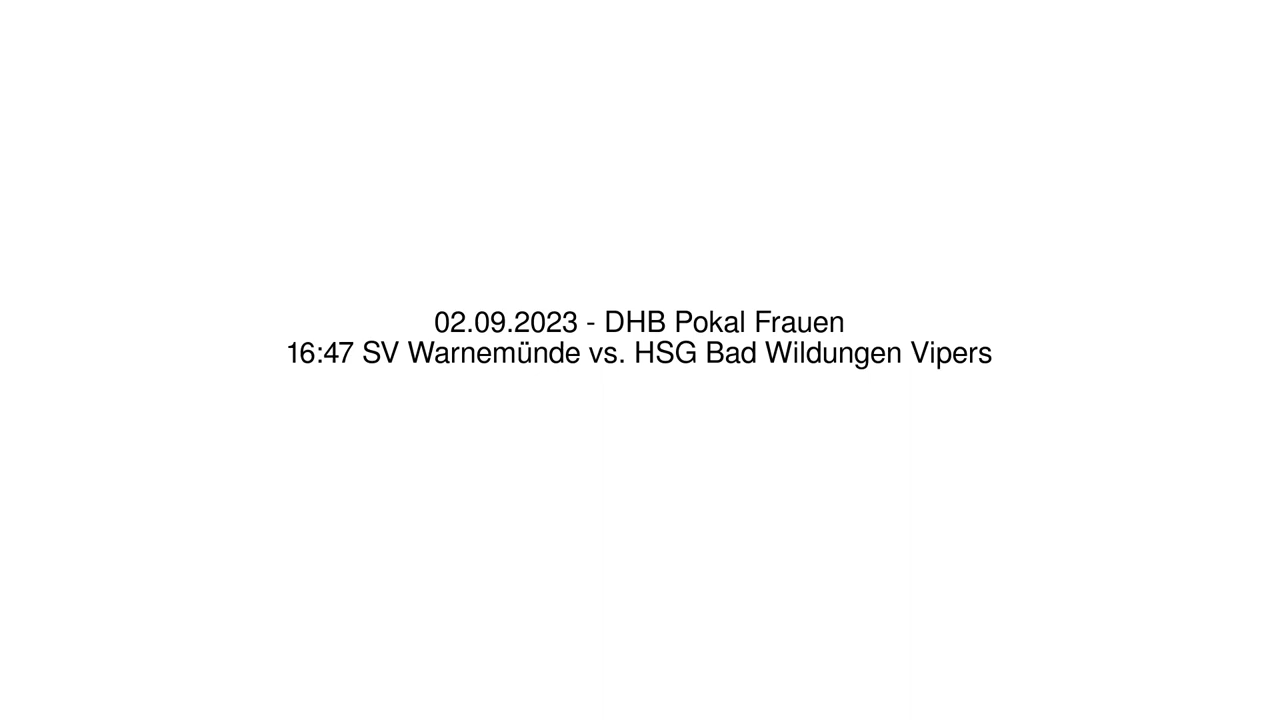 02.09.2023 - DHB Pokal Frauen
16:47 SV Warnemünde vs. HSG Bad Wildungen Vipers